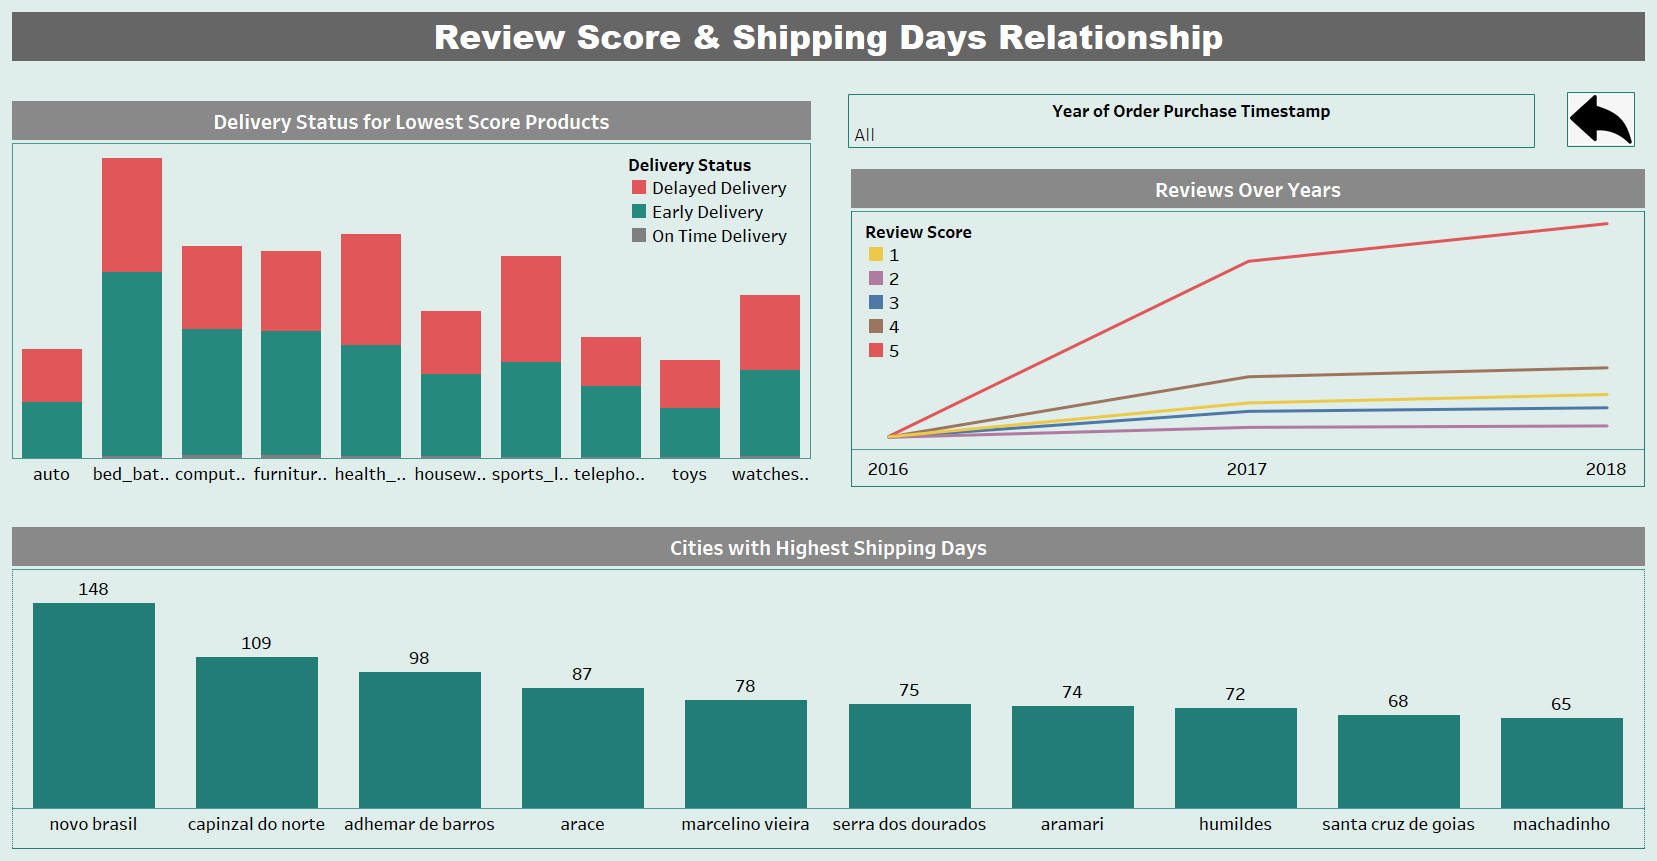 Review Score & Shipping Days Relationship
Delivery Status for Lowest Score Products
Delivery Status
Delayed Delivery
Early Delivery
On Time Delivery
auto bed_bat.. comput.. furnitur.. health_.. housew.. sports_l.. telepho.. toys watches..
Year of Order Purchase Timestamp
All
Reviews Over Years
Review Score
1
2
3
4
5
2016 2017 2018
Cities with Highest Shipping Days
148 109 98 87 78 75 74 72 68 65
novo brasil capinzal do norte adhemar de barros arace marcelino vieira serra dos dourados aramari humildes santa cruz de goias machadinho